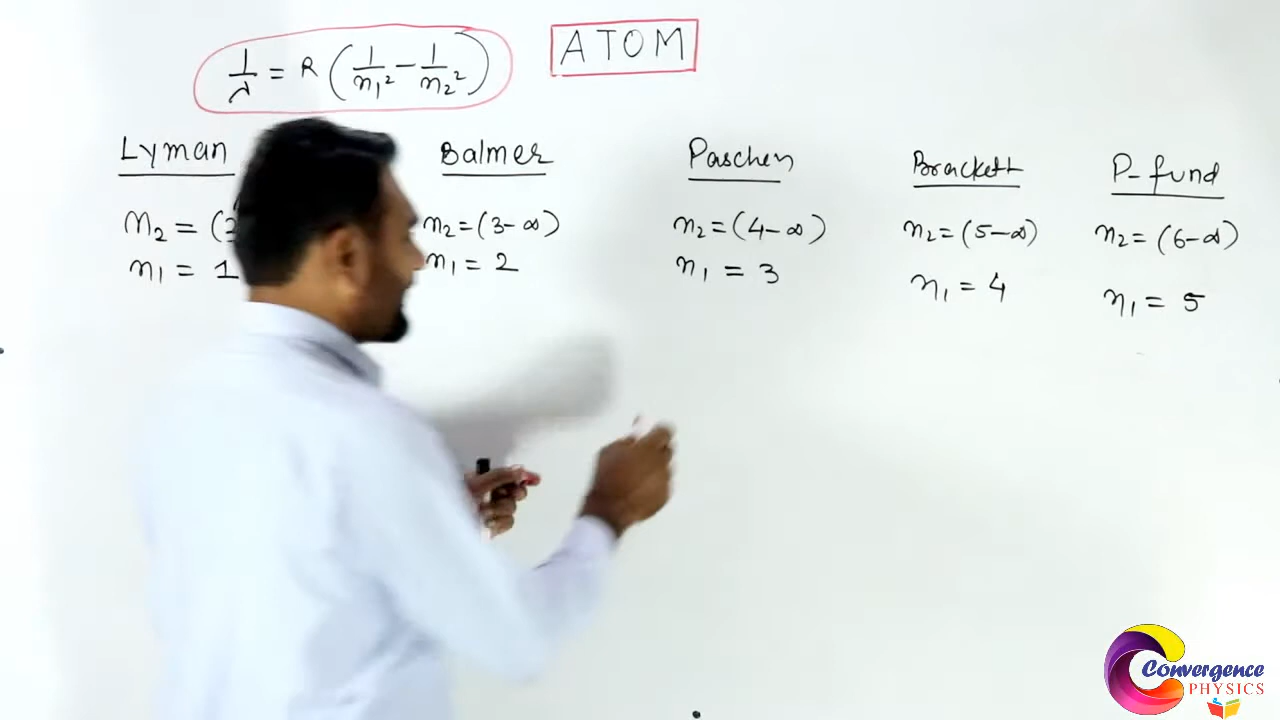 1/λ = R (1/n₁² − 1/n₂²)
ATOM
Lyman
n₂ = (2
n₁ = 1
Balmer
n₂ = (3-∞)
n₁ = 2
Paschen
n₂ = (4-∞)
n₁ = 3
Brackett
n₂ = (5-∞)
n₁ = 4
P-fund
n₂ = (6-∞)
n₁ = 5
Convergence
PHYSICS